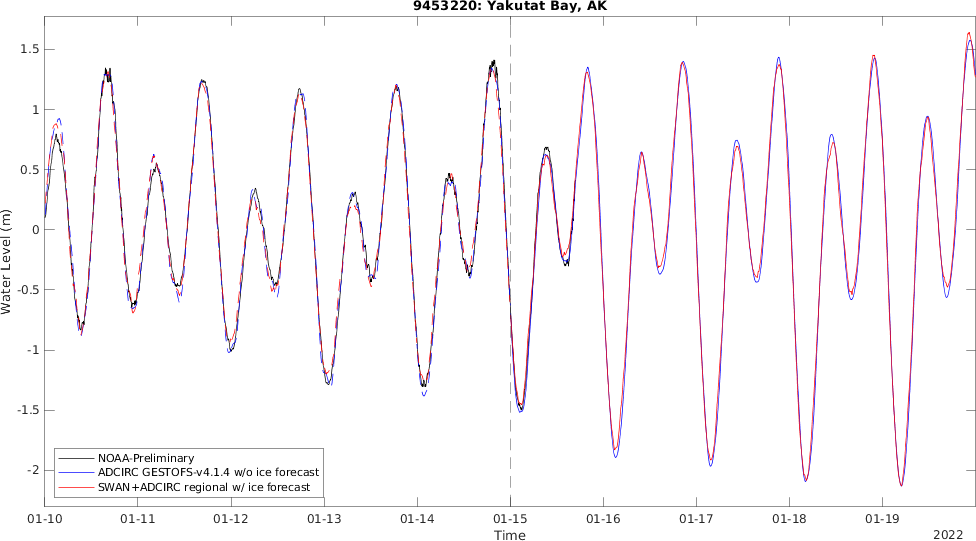 9453220: Yakutat Bay, AK
Water Level (m)
1.5
1
0.5
0
-0.5
-1
-1.5
-2
NOAA-Preliminary
ADCIRC GESTOFS-v4.1.4 w/o ice forecast
SWAN+ADCIRC regional w/ ice forecast
01-10 01-11 01-12 01-13 01-14 01-15 01-16 01-17 01-18 01-19
Time
2022